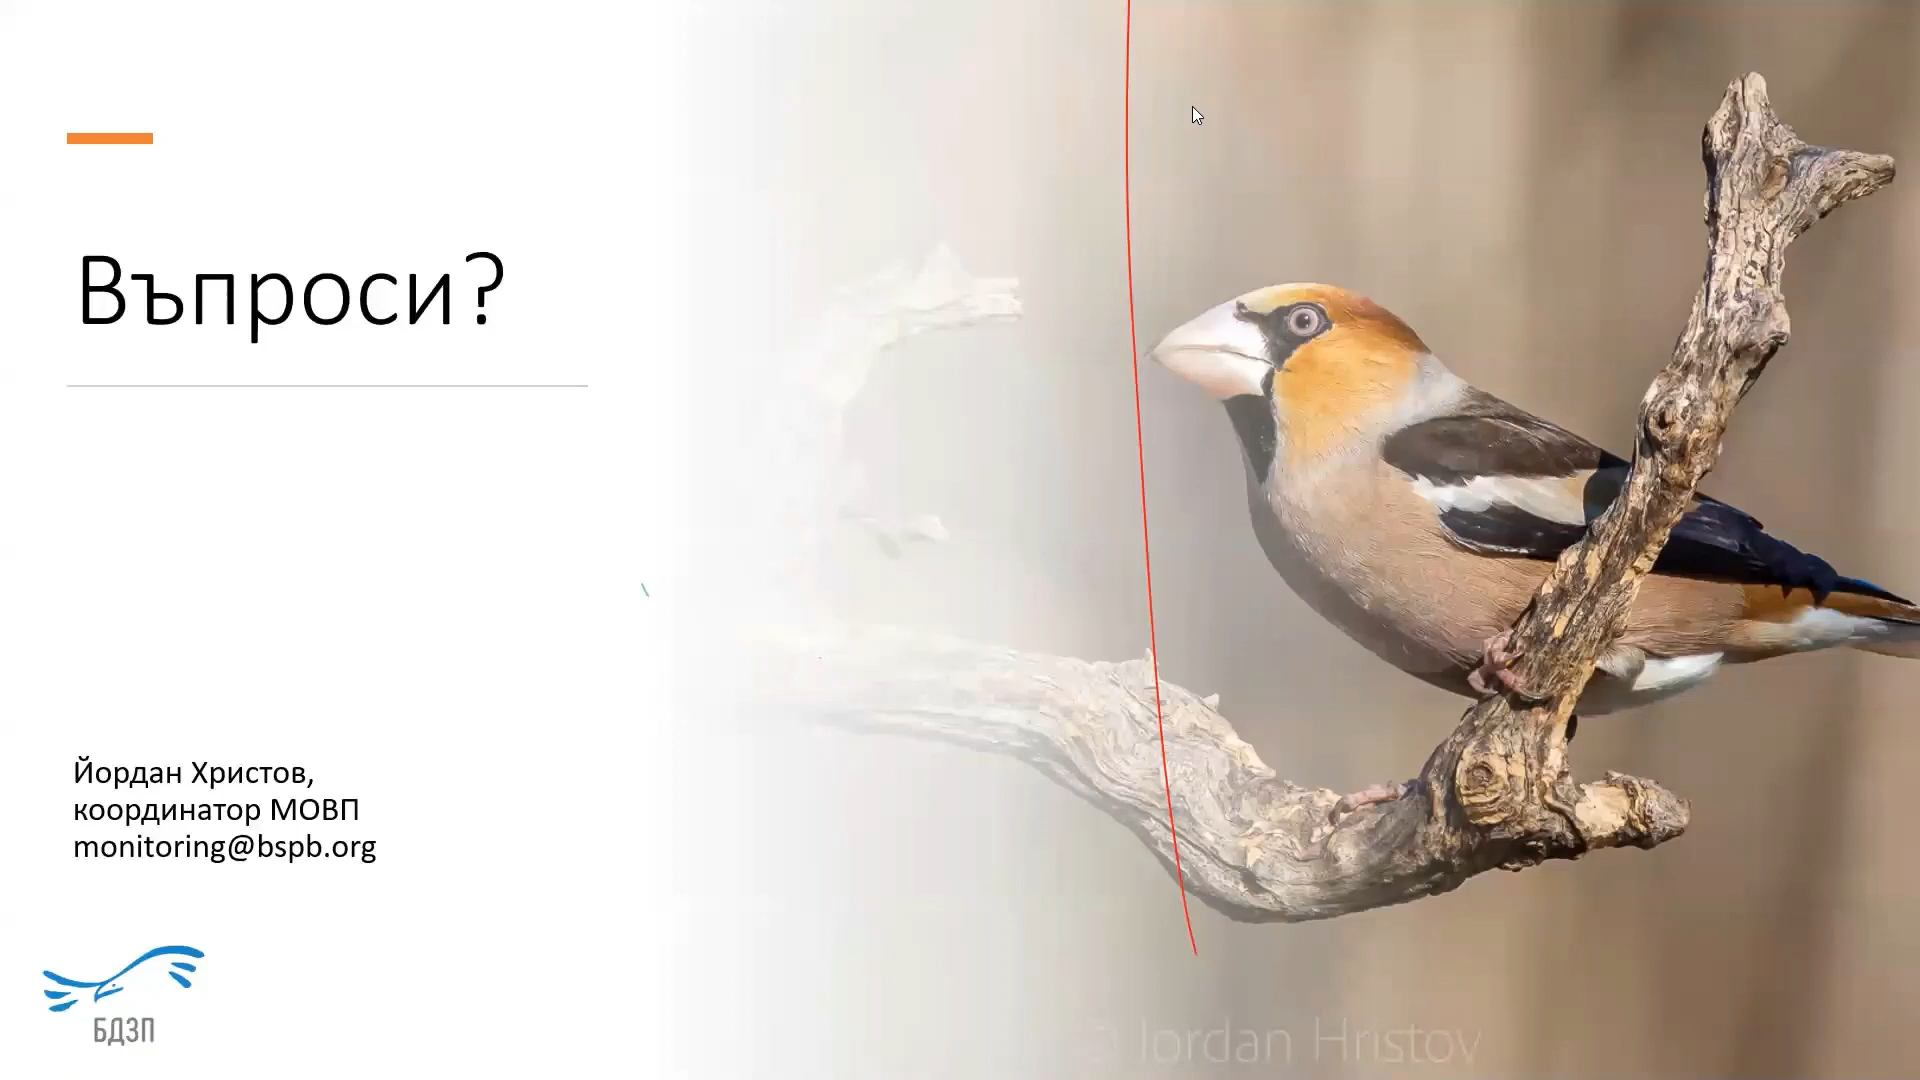 Въпроси?
Йордан Христов,
координатор МОВП
monitoring@bspb.org
БДЗП
© Iordan Hristov